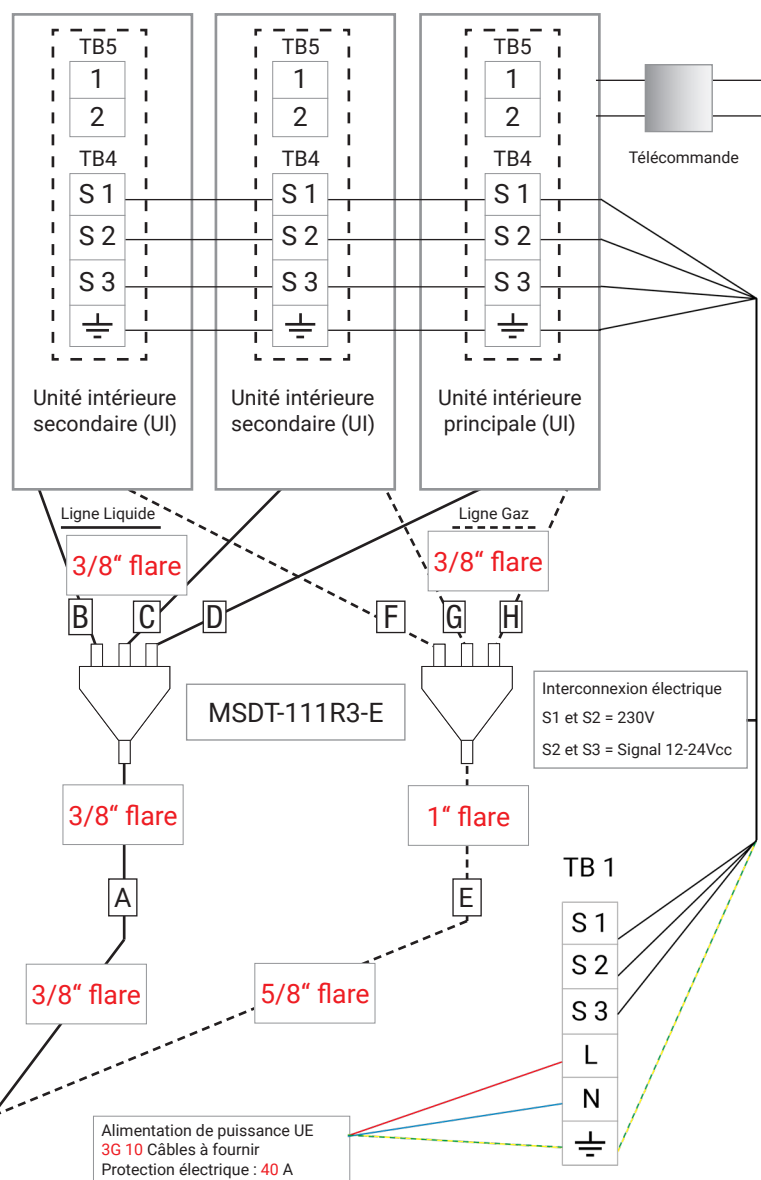 TB5
1
2
TB4
S 1
S 2
S 3
Unité intérieure
secondaire (UI)
TB5
1
2
TB4
S 1
S 2
S 3
Unité intérieure
secondaire (UI)
TB5
1
2
TB4
S 1
S 2
S 3
Unité intérieure
principale (UI)
Télécommande
Ligne Liquide
3/8“ flare
Ligne Gaz
3/8“ flare
B
C
D
F
G
H
MSDT-111R3-E
Interconnexion électrique
S1 et S2 = 230V
S2 et S3 = Signal 12-24Vcc
3/8“ flare
1“ flare
A
E
3/8“ flare
5/8“ flare
TB 1
S 1
S 2
S 3
L
N
Alimentation de puissance UE
3G 10 Câbles à fournir
Protection électrique : 40 A